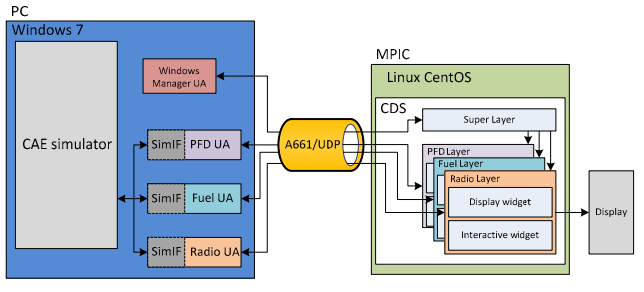 PC
Windows 7
CAE simulator
Windows
Manager UA
SimIF
PFD UA
SimIF
Fuel UA
SimIF
Radio UA
A661/UDP
MPIC
Linux CentOS
CDS
Super Layer
PFD Layer
Fuel Layer
Radio Layer
Display widget
Interactive widget
Display